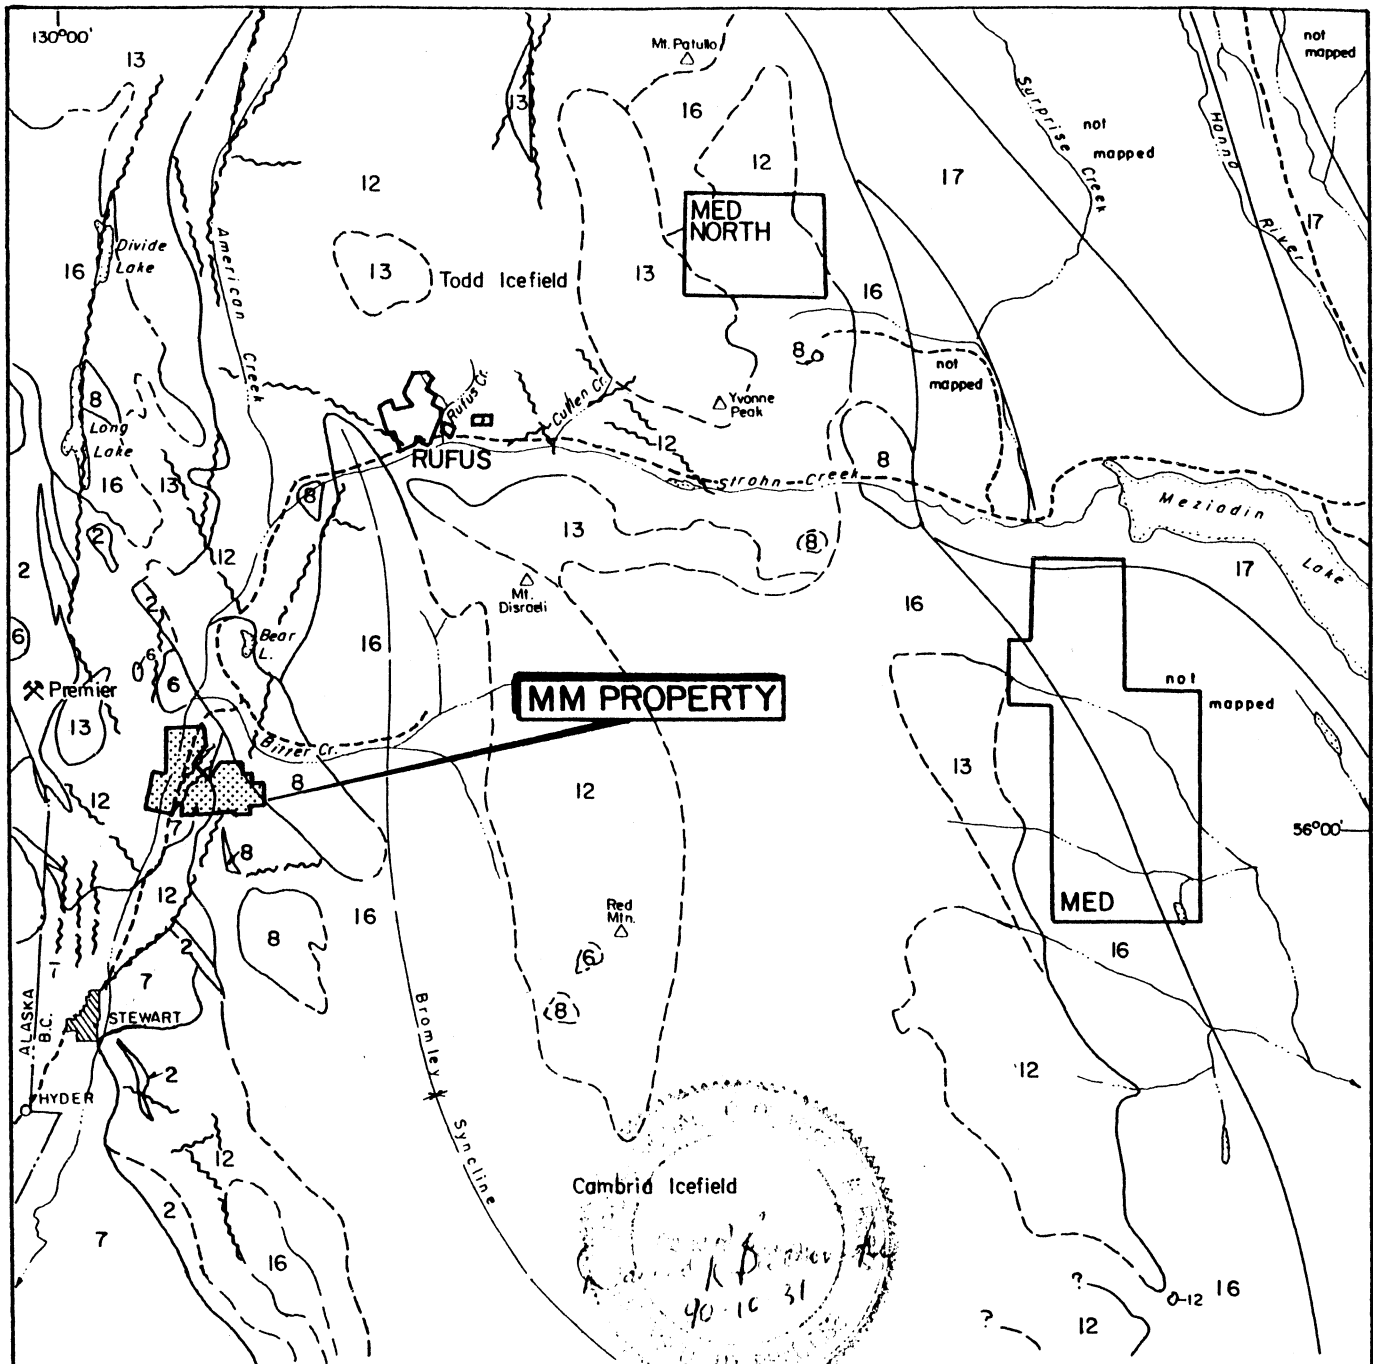 130°00'
13
Mt. Patullo
not
mapped
13
16
Surprise
Creek
not
mapped
Hanna
River
12
12
17
17
MED
NORTH
American
Creek
Divide
Lake
16
13
Todd Icefield
13
16
8
not
mapped
8
Long
Lake
Rufus Cr.
Cullen Cr.
Yvonne
Peak
12
RUFUS
8
Strohn Creek
16
13
8
Meziadin
Lake
2
13
8
12
2
Mt.
Disraeli
17
2
16
16
6
Bear
L.
6
6
Premier
MM PROPERTY
not
mapped
13
Bitter Cr.
8
13
12
12
7
56°00'
8
12
MED
16
Red
Mtn.
8
2
16
6
1
7
8
ALASKA
B.C.
STEWART
Bromley
Syncline
2
12
HYDER
12
Cambria Icefield
2
7
16
90 10 31
?
12
16
?
12